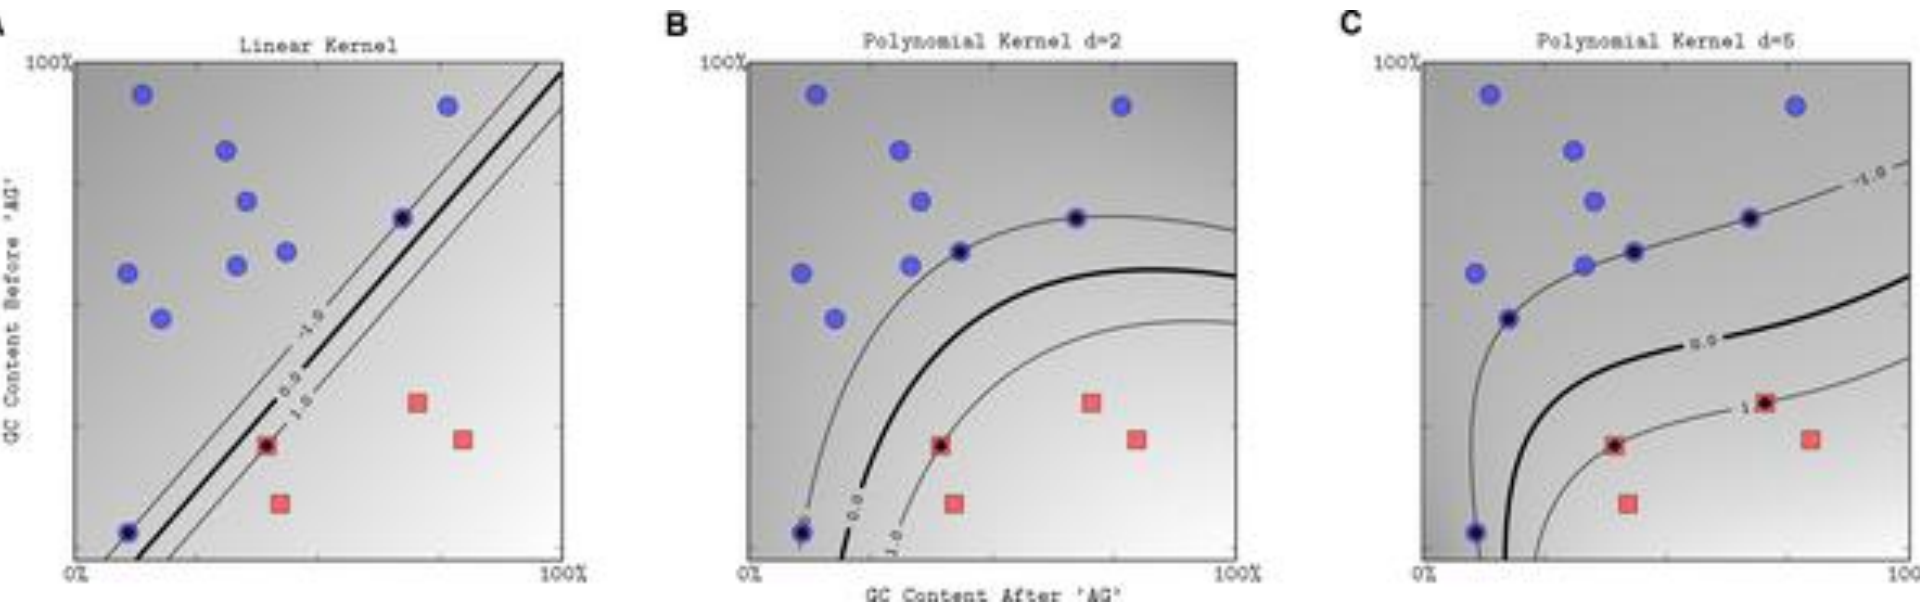 A
Linear Kernel
100%
GC Content Before 'AG'
-1.0
0.0
1.0
0%
100%
B
Polynomial Kernel d=2
100%
0.0
1.0
0%
100%
GC Content After 'AG'
C
Polynomial Kernel d=5
100%
-1.0
0.0
1
0%
100